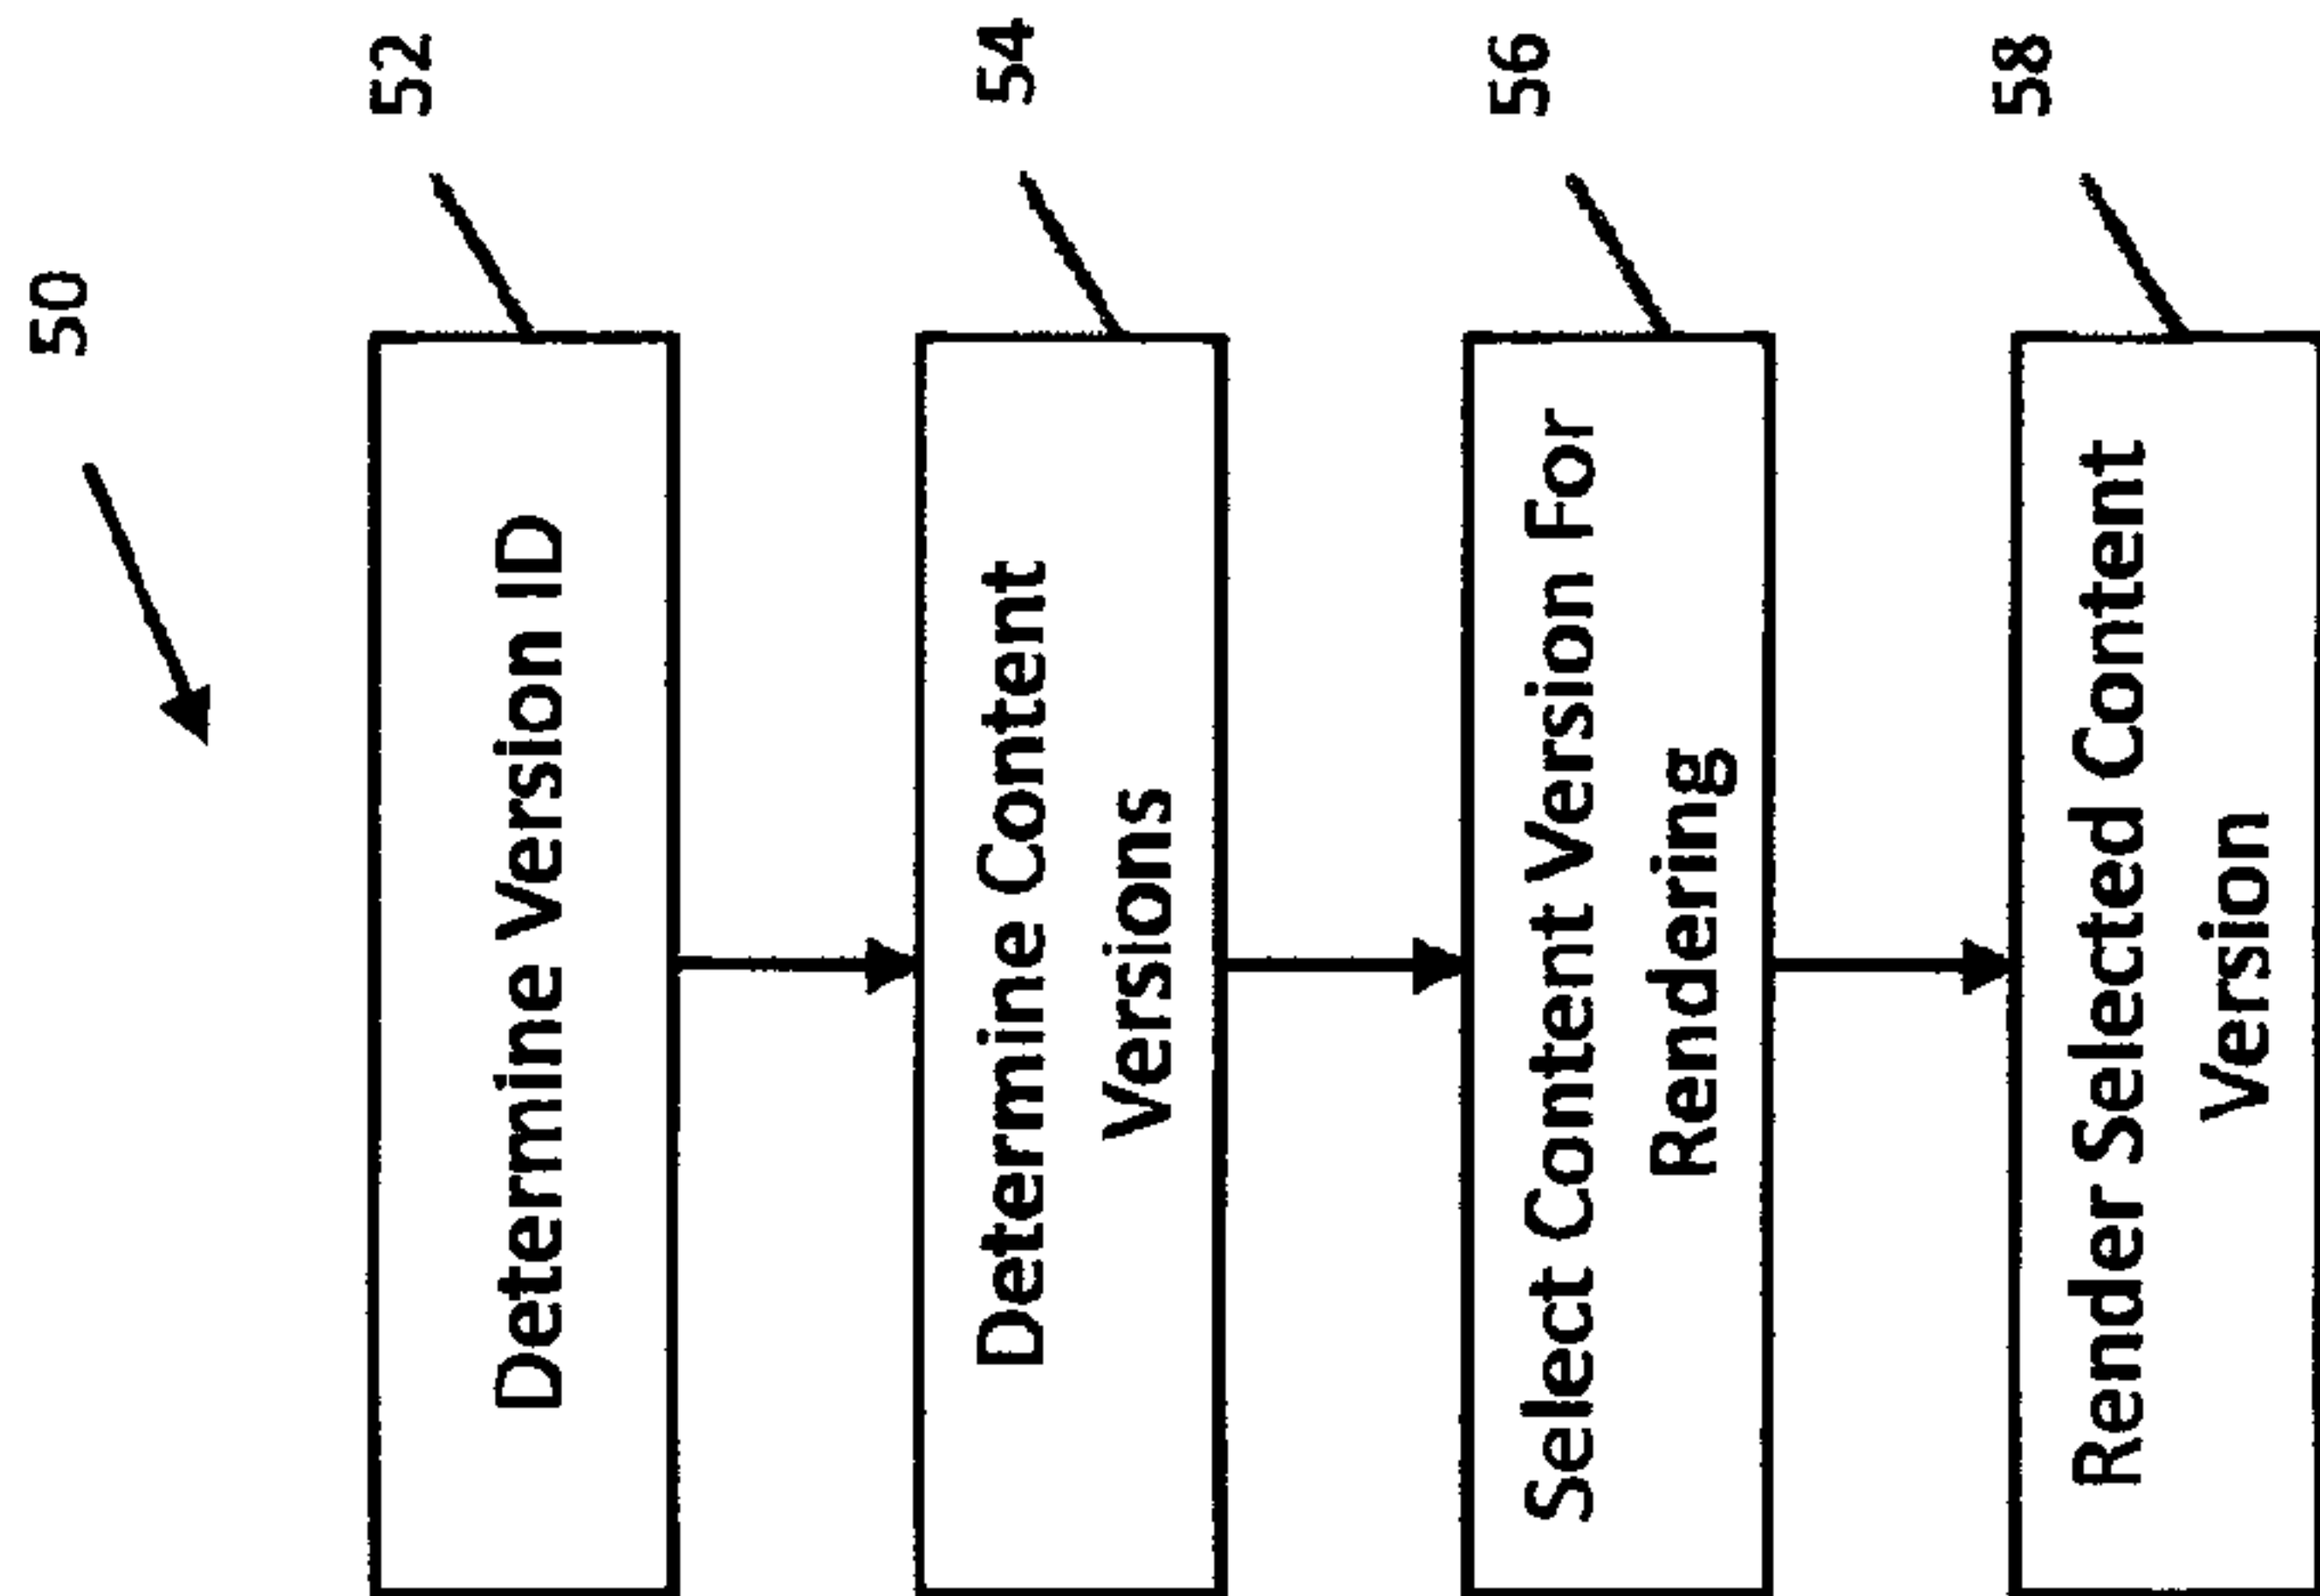 50
Determine Version ID
52
Determine Content
Versions
54
Select Content Version For
Rendering
56
Render Selected Content
Version
58